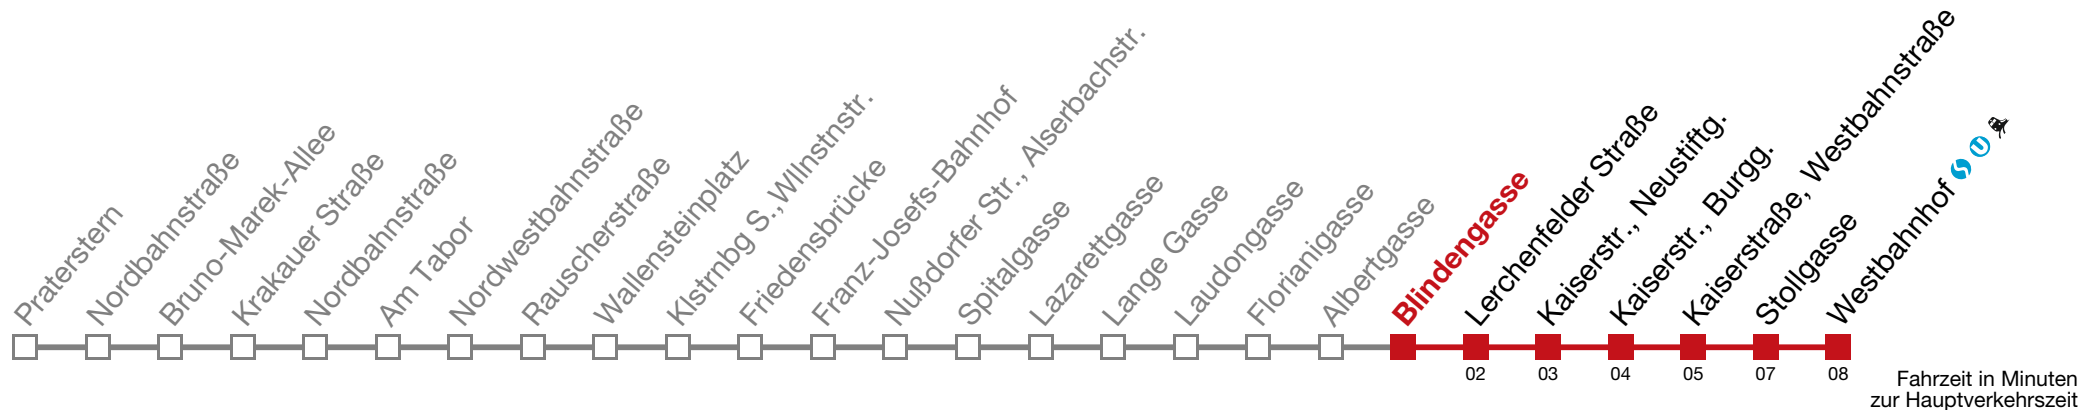 Praterstern
Nordbahnstraße
Bruno-Marek-Allee
Krakauer Straße
Nordbahnstraße
Am Tabor
Nordwestbahnstraße
Rauscherstraße
Wallensteinplatz
Klstrnbg S., Wllnstnstr.
Friedensbrücke
Franz-Josefs-Bahnhof
Nußdorfer Str., Alserbachstr.
Spitalgasse
Lazarettgasse
Lange Gasse
Laudongasse
Florianigasse
Albertgasse
Blindengasse
Lerchenfelder Straße
Kaiserstr., Neustiftg.
Kaiserstr., Burgg.
Kaiserstraße, Westbahnstraße
Stollgasse
Westbahnhof S U
02 03 04 05 07 08
Fahrzeit in Minuten
zur Hauptverkehrszeit